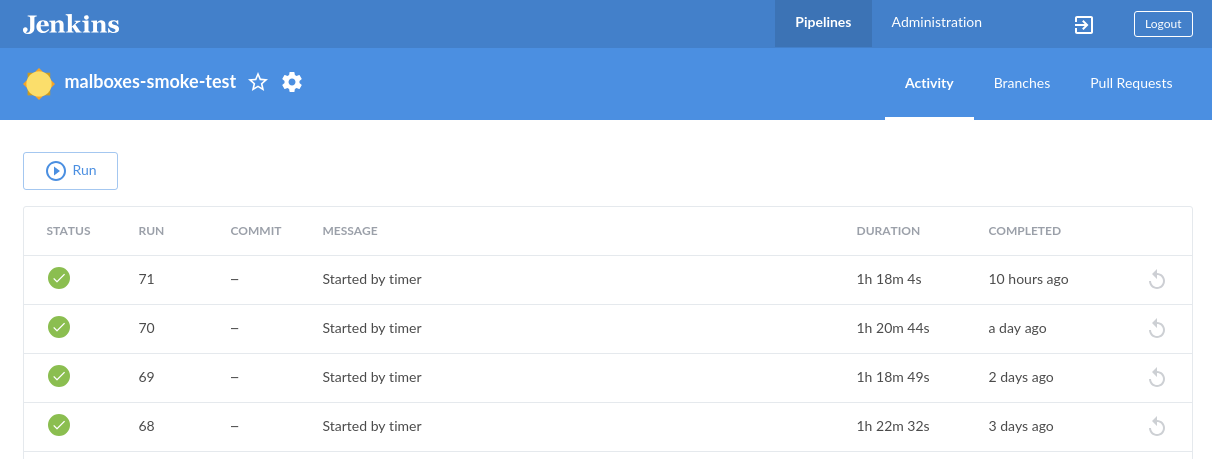 Jenkins Pipelines Administration Logout
malboxes-smoke-test Activity Branches Pull Requests
Run
STATUS RUN COMMIT MESSAGE DURATION COMPLETED
71 – Started by timer 1h 18m 4s 10 hours ago
70 – Started by timer 1h 20m 44s a day ago
69 – Started by timer 1h 18m 49s 2 days ago
68 – Started by timer 1h 22m 32s 3 days ago